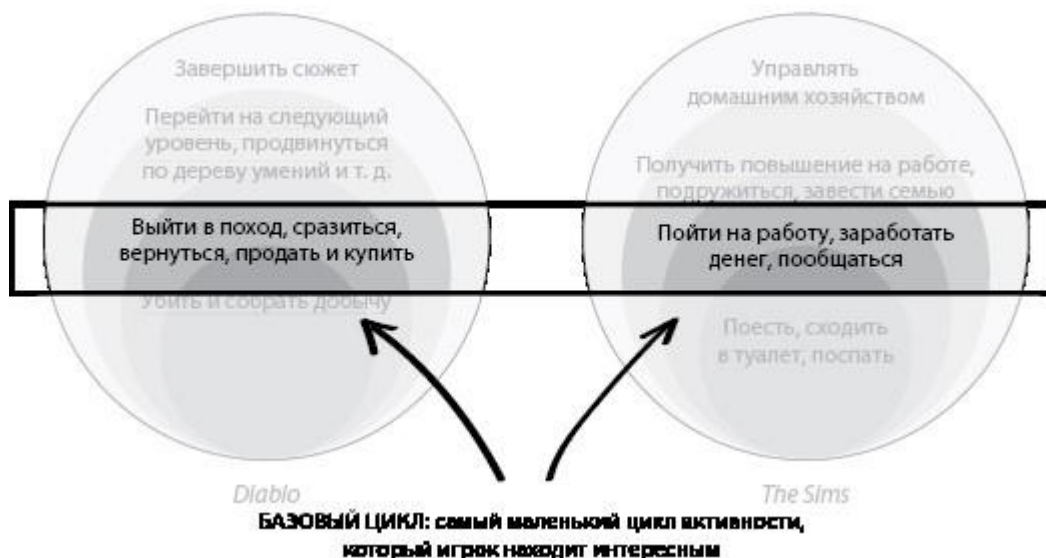 Завершить сюжет
Перейти на следующий
уровень, продвинуться
по дереву умений и т. д.
Выйти в поход, сразиться,
вернуться, продать и купить
Убить и собрать добычу
Diablo
Управлять
домашним хозяйством
Получить повышение на работе,
подружиться, завести семью
Пойти на работу, заработать
денег, пообщаться
Поесть, сходить
в туалет, поспать
The Sims
БАЗОВЫЙ ЦИКЛ: самый маленький цикл активности,
который игрок находит интересным